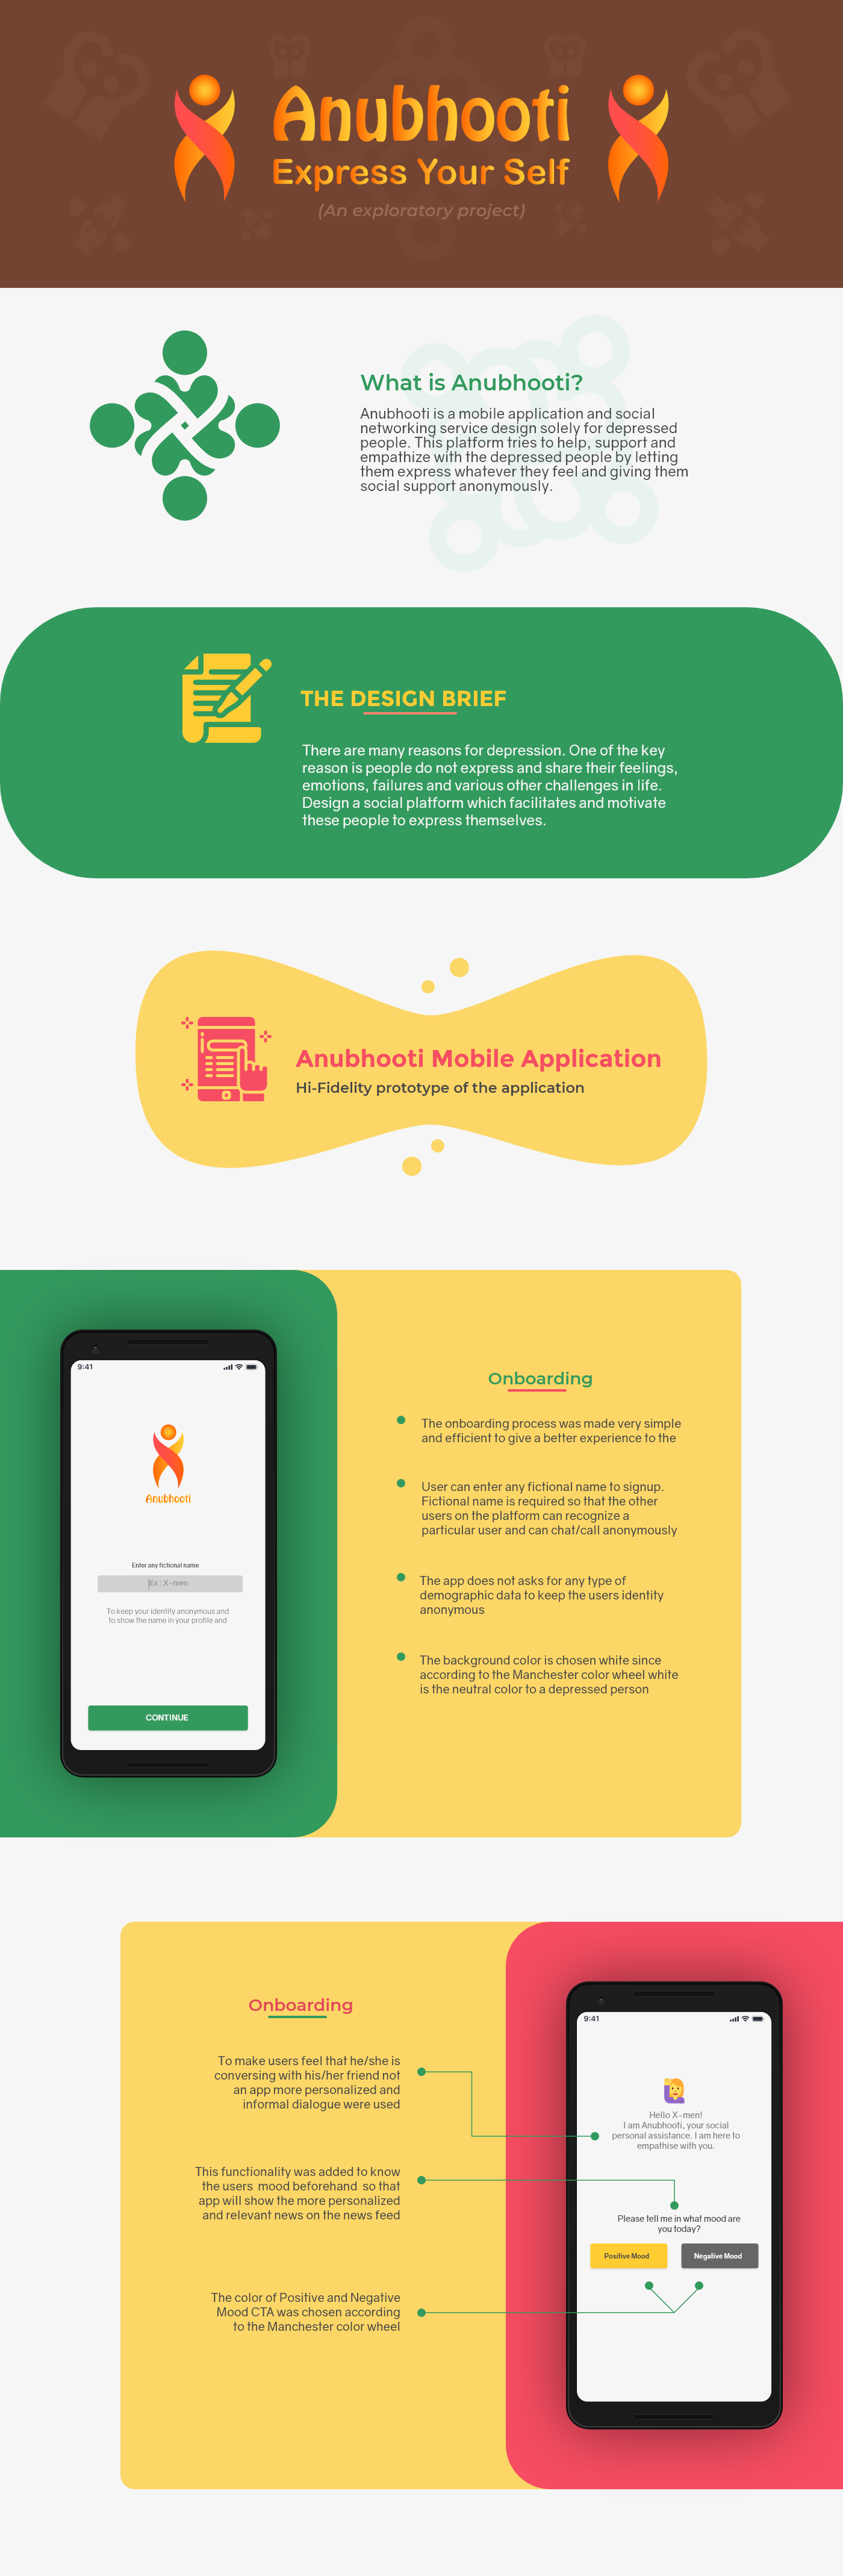 Anubhooti
Express Your Self
(An exploratory project)
What is Anubhooti?
Anubhooti is a mobile application and social
networking service design solely for depressed
people. This platform tries to help, support and
empathize with the depressed people by letting
them express whatever they feel and giving them
social support anonymously.
THE DESIGN BRIEF
There are many reasons for depression. One of the key
reason is people do not express and share their feelings,
emotions, failures and various other challenges in life.
Design a social platform which facilitates and motivate
these people to express themselves.
Anubhooti Mobile Application
Hi-Fidelity prototype of the application
9:41
Anubhooti
Enter any fictional name
Ex : X-men
To keep your identity anonymous and
to show the name in your profile and
CONTINUE
Onboarding
The onboarding process was made very simple
and efficient to give a better experience to the
User can enter any fictional name to signup.
Fictional name is required so that the other
users on the platform can recognize a
particular user and can chat/call anonymously
The app does not asks for any type of
demographic data to keep the users identity
anonymous
The background color is chosen white since
according to the Manchester color wheel white
is the neutral color to a depressed person
Onboarding
To make users feel that he/she is
conversing with his/her friend not
an app more personalized and
informal dialogue were used
This functionality was added to know
the users mood beforehand so that
app will show the more personalized
and relevant news on the news feed
The color of Positive and Negative
Mood CTA was chosen according
to the Manchester color wheel
9:41
Hello X-men!
I am Anubhooti, your social
personal assistance. I am here to
empathise with you.
Please tell me in what mood are
you today?
Positive Mood
Negative Mood